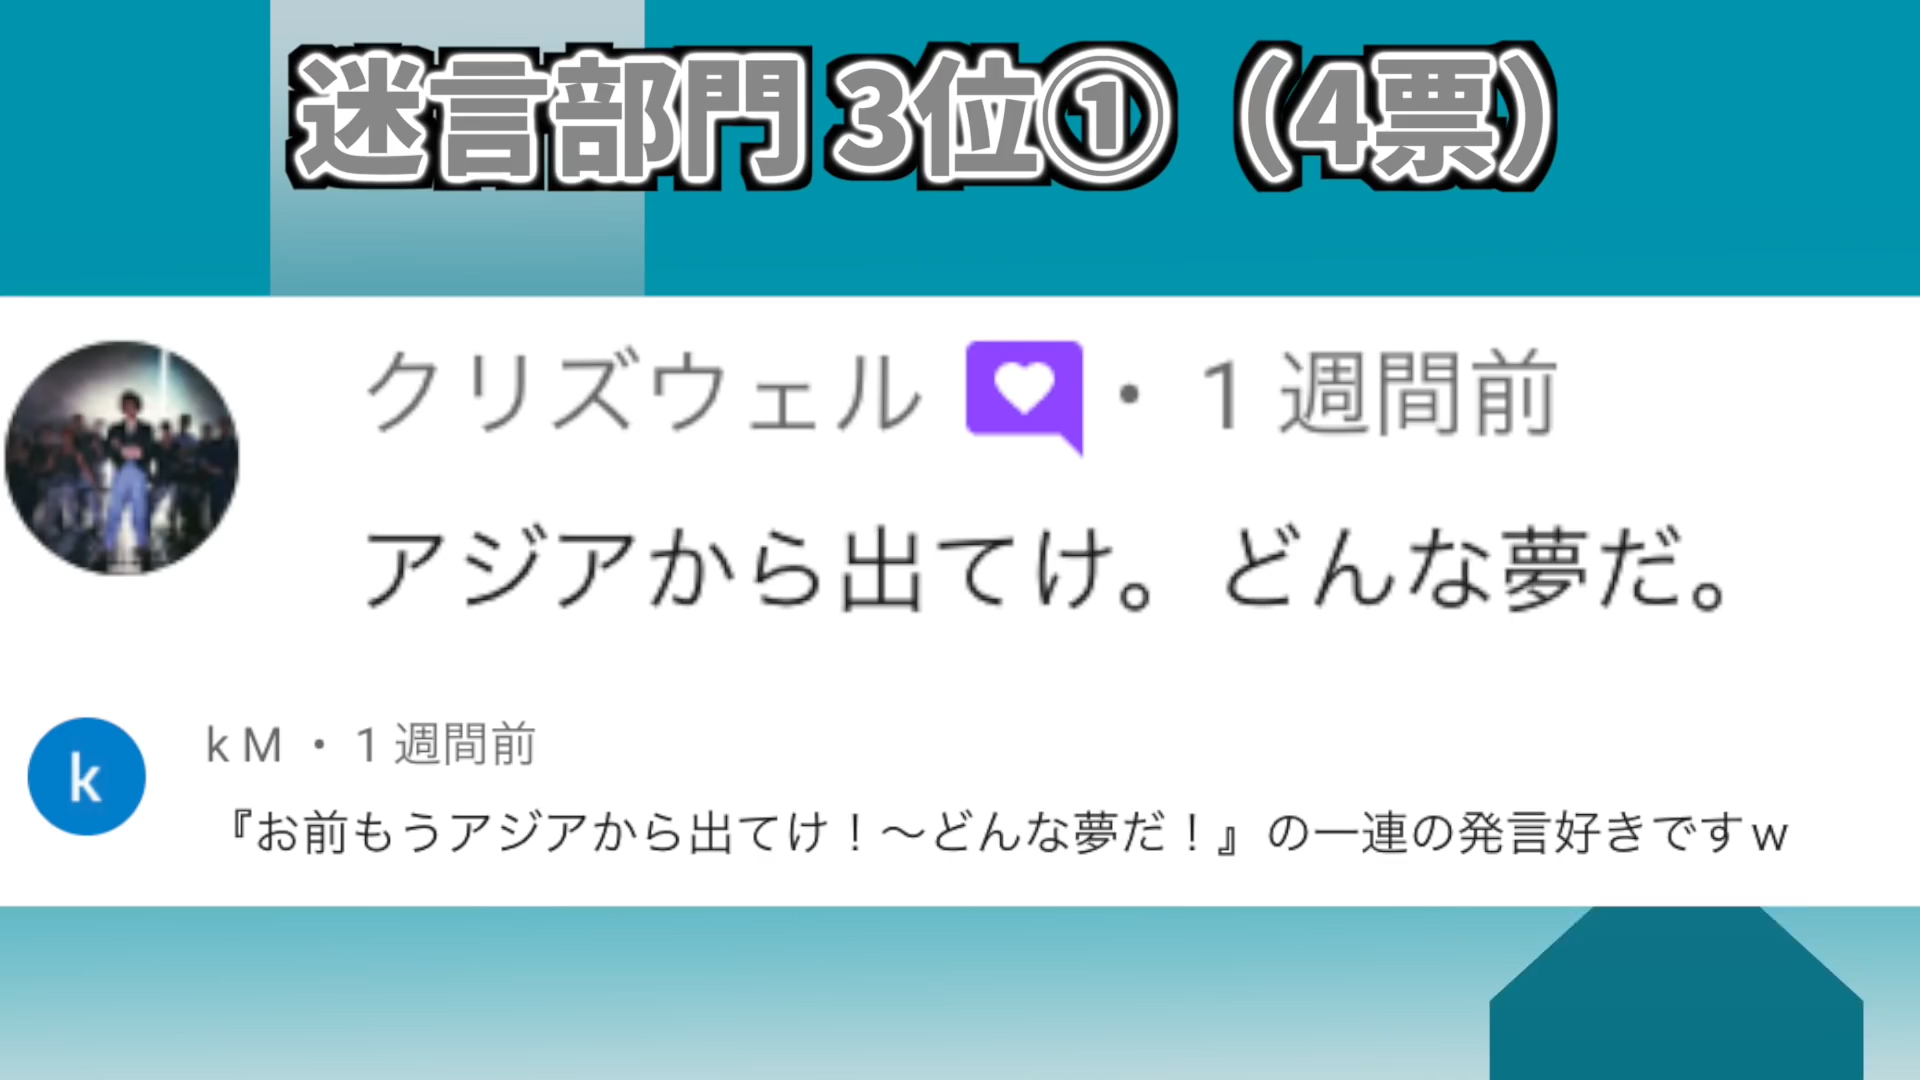 迷言部門 3位①（4票）
クリズウェル ・1 週間前
アジアから出てけ。どんな夢だ。
k
k M ・ 1 週間前
『お前もうアジアから出てけ！～どんな夢だ！』の一連の発言好きですｗ